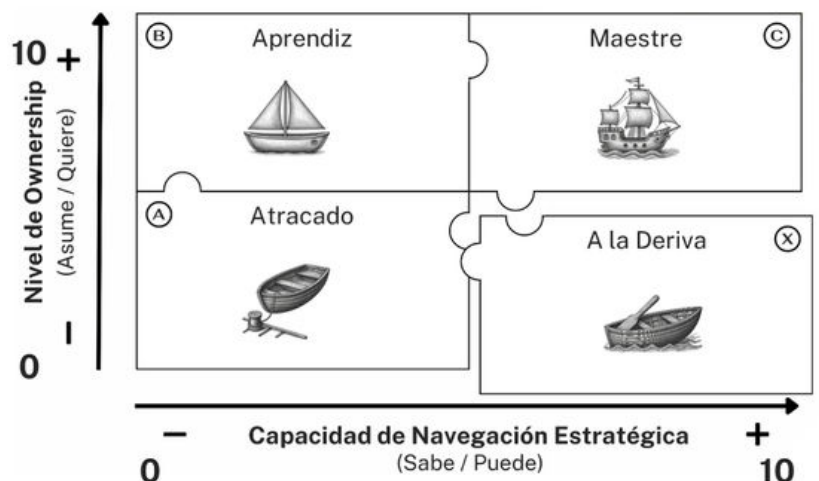 10 +
Nivel de Ownership
(Asume / Quiere)
–
0
B
Aprendiz
Maestre
C
A
Atracado
A la Deriva
X
– Capacidad de Navegación Estratégica +
(Sabe / Puede)
0
10